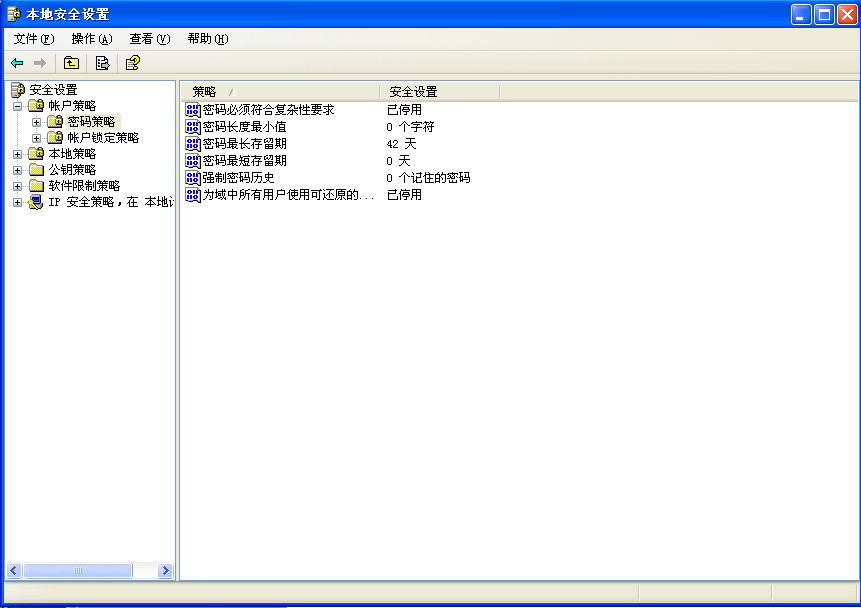 本地安全设置
文件(F) 操作(A) 查看(V) 帮助(H)
安全设置
帐户策略
密码策略
帐户锁定策略
本地策略
公钥策略
软件限制策略
IP 安全策略，在 本地
策略 安全设置
密码必须符合复杂性要求 已停用
密码长度最小值 0 个字符
密码最长存留期 42 天
密码最短存留期 0 天
强制密码历史 0 个记住的密码
为域中所有用户使用可还原的... 已停用